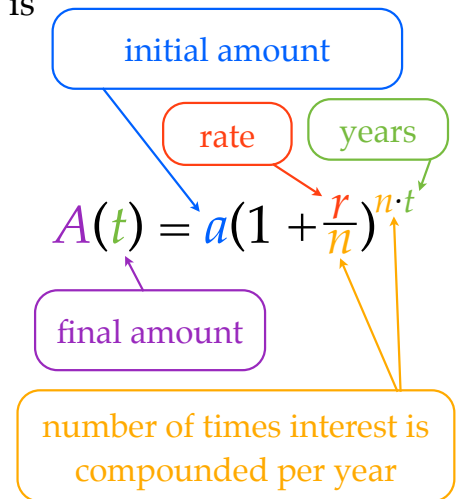 is
initial amount
rate
years
A(t) = a(1 + r/n)^{n·t}
final amount
number of times interest is
compounded per year